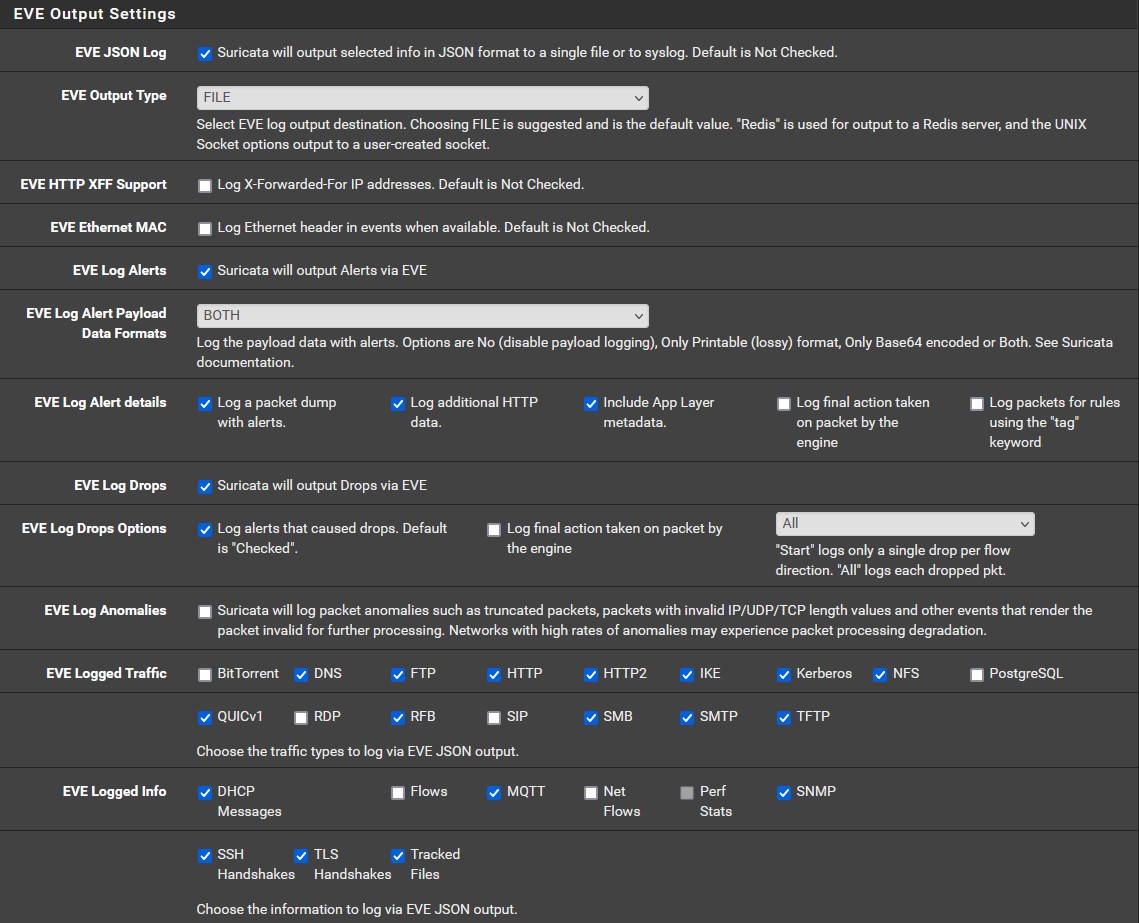 EVE Output Settings
EVE JSON Log
Suricata will output selected info in JSON format to a single file or to syslog. Default is Not Checked.
EVE Output Type
FILE
Select EVE log output destination. Choosing FILE is suggested and is the default value. "Redis" is used for output to a Redis server, and the UNIX
Socket options output to a user-created socket.
EVE HTTP XFF Support
Log X-Forwarded-For IP addresses. Default is Not Checked.
EVE Ethernet MAC
Log Ethernet header in events when available. Default is Not Checked.
EVE Log Alerts
Suricata will output Alerts via EVE
EVE Log Alert Payload
Data Formats
BOTH
Log the payload data with alerts. Options are No (disable payload logging), Only Printable (lossy) format, Only Base64 encoded or Both. See Suricata
documentation.
EVE Log Alert details
Log a packet dump
with alerts.
Log additional HTTP
data.
Include App Layer
metadata.
Log final action taken
on packet by the
engine
Log packets for rules
using the "tag"
keyword
EVE Log Drops
Suricata will output Drops via EVE
EVE Log Drops Options
Log alerts that caused drops. Default
is "Checked".
Log final action taken on packet by
the engine
All
"Start" logs only a single drop per flow
direction. "All" logs each dropped pkt.
EVE Log Anomalies
Suricata will log packet anomalies such as truncated packets, packets with invalid IP/UDP/TCP length values and other events that render the
packet invalid for further processing. Networks with high rates of anomalies may experience packet processing degradation.
EVE Logged Traffic
BitTorrent
DNS
FTP
HTTP
HTTP2
IKE
Kerberos
NFS
PostgreSQL
QUICv1
RDP
RFB
SIP
SMB
SMTP
TFTP
Choose the traffic types to log via EVE JSON output.
EVE Logged Info
DHCP
Messages
Flows
MQTT
Net
Flows
Perf
Stats
SNMP
SSH
Handshakes
TLS
Handshakes
Tracked
Files
Choose the information to log via EVE JSON output.